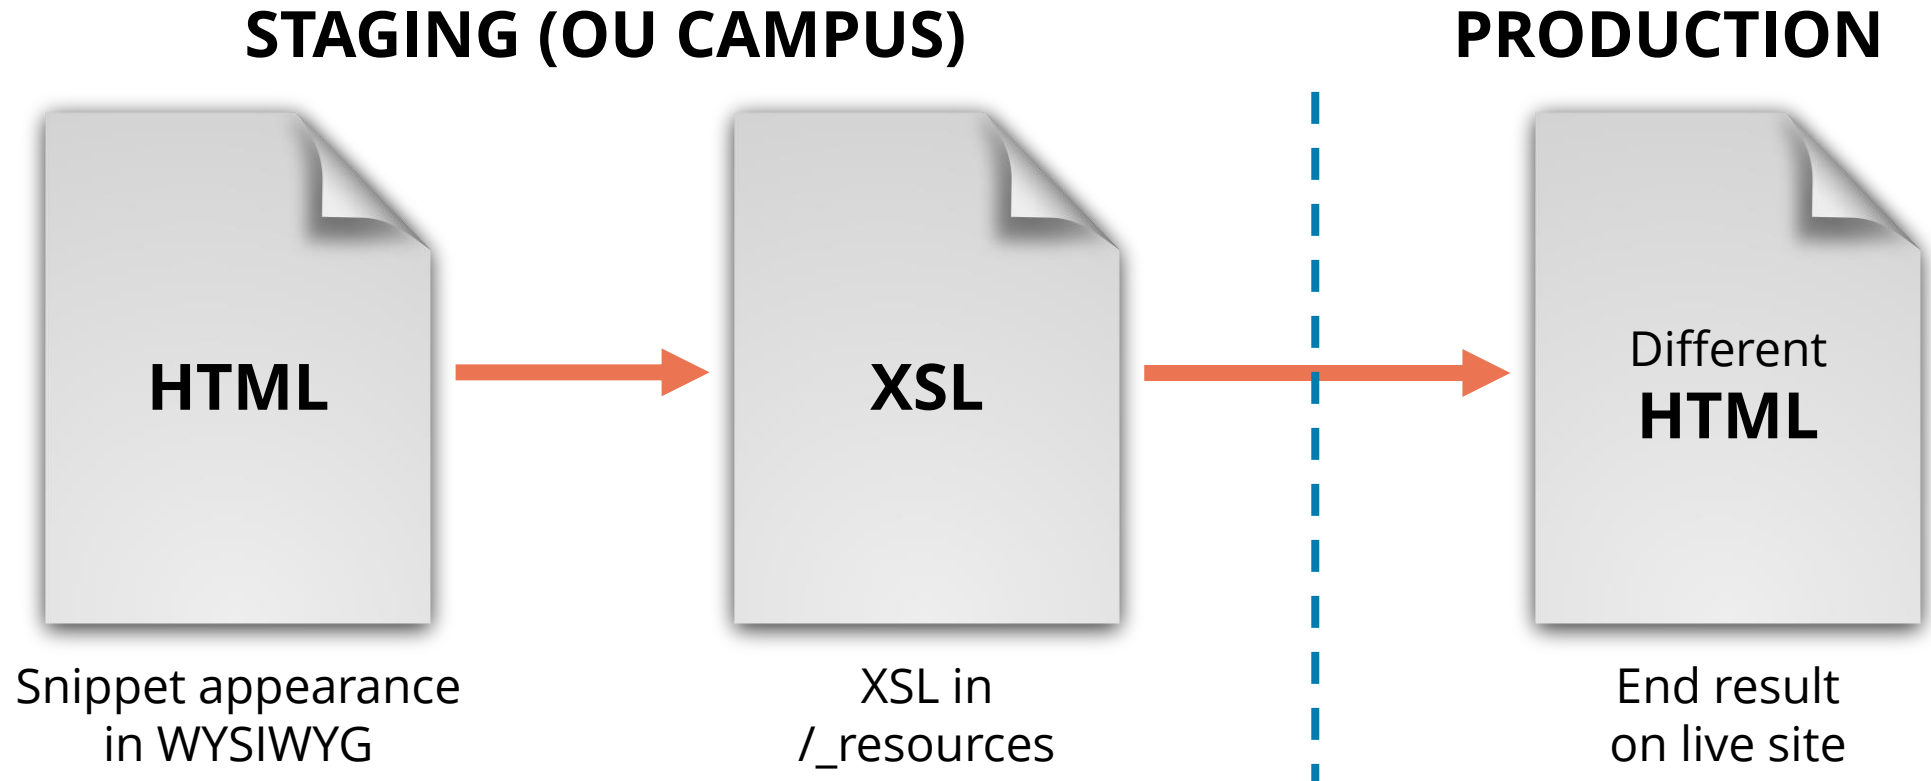 STAGING (OU CAMPUS)
PRODUCTION
HTML
XSL
Different
HTML
Snippet appearance
in WYSIWYG
XSL in
/_resources
End result
on live site